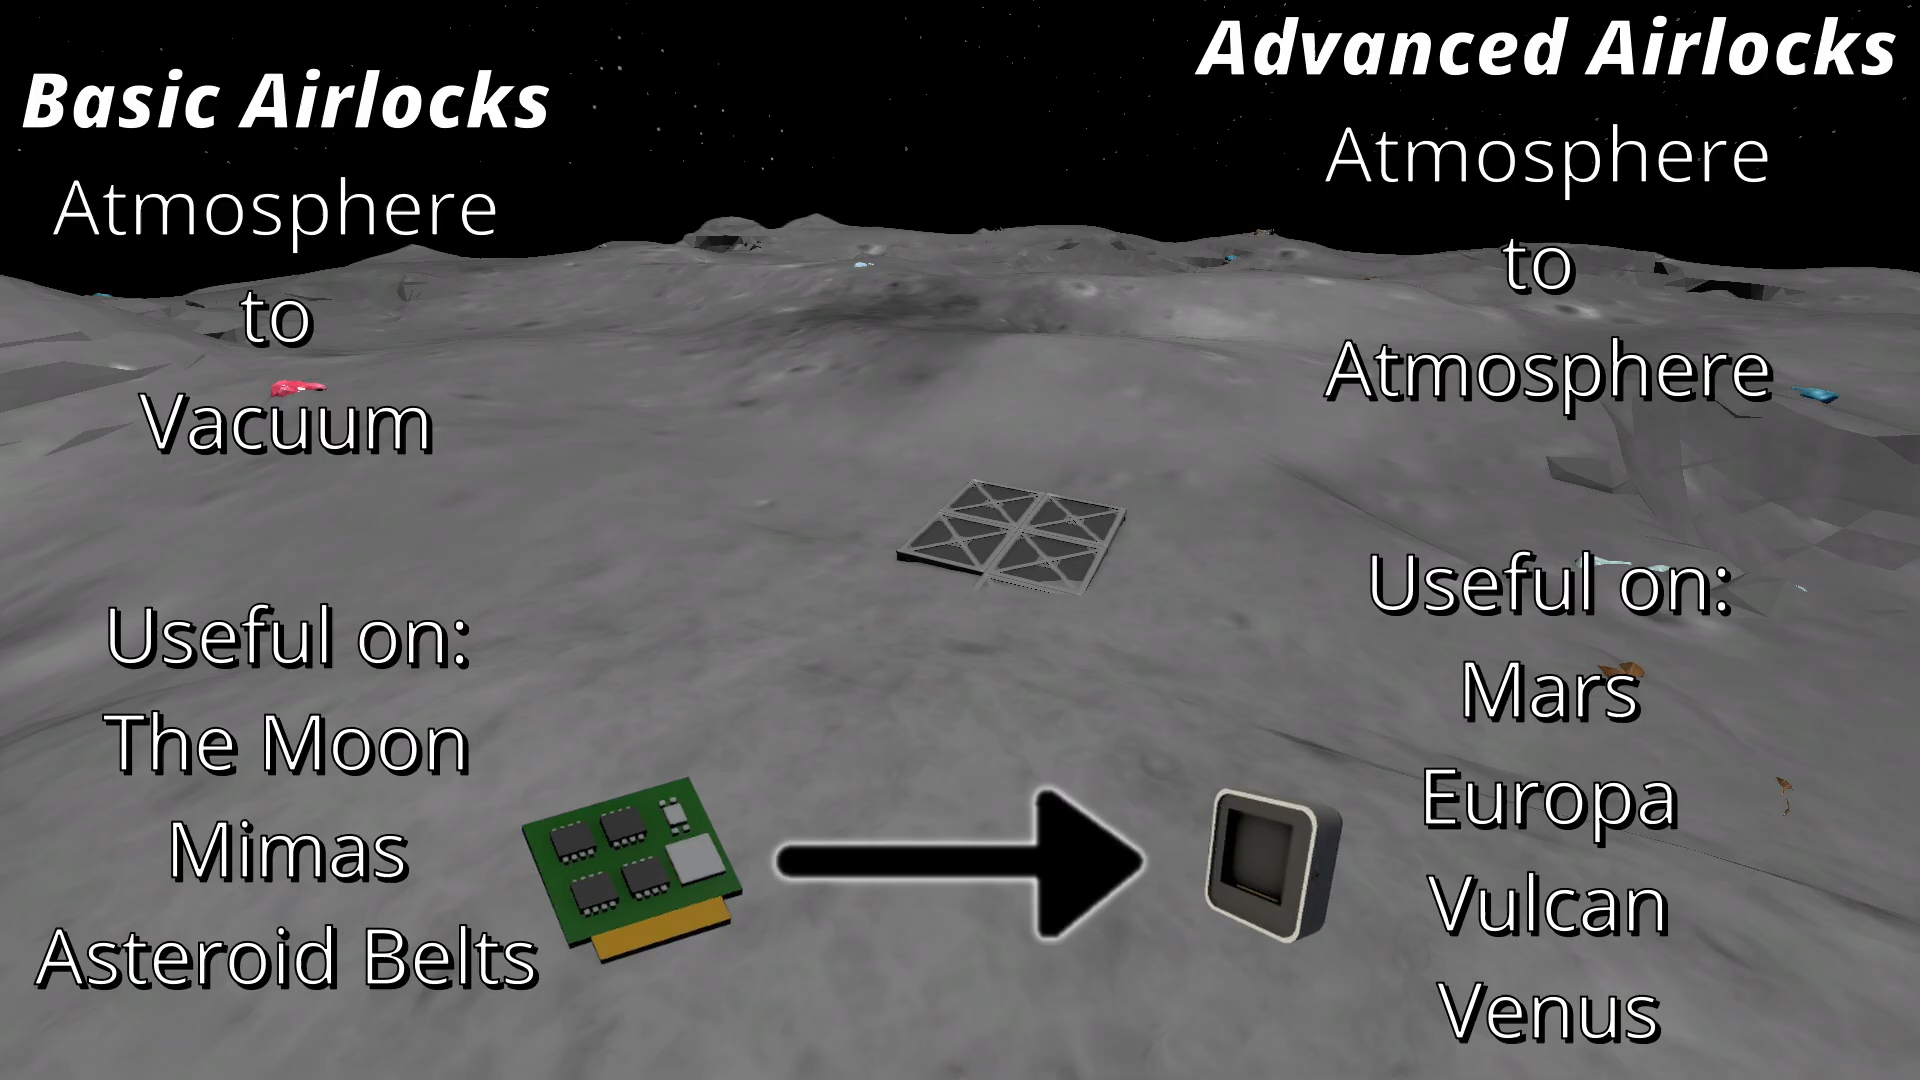 Basic Airlocks
Atmosphere
to
Vacuum
Useful on:
The Moon
Mimas
Asteroid Belts
Advanced Airlocks
Atmosphere
to
Atmosphere
Useful on:
Mars
Europa
Vulcan
Venus